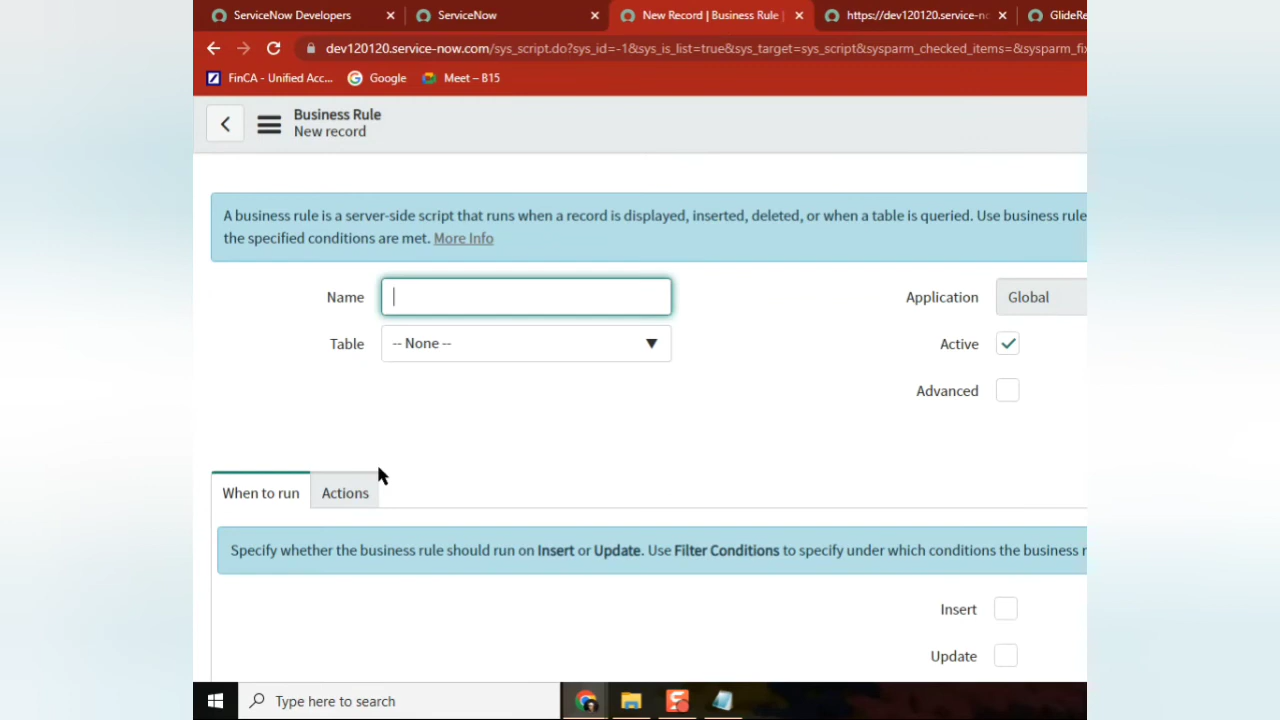 ServiceNow Developers
ServiceNow
New Record | Business Rule |
https://dev120120.service-n
GlideRe
dev120120.service-now.com/sys_script.do?sys_id=-1&sys_is_list=true&sys_target=sys_script&sysparm_checked_items=&sysparm_fix
FinCA - Unified Acc...
Google
Meet – B15
Business Rule
New record
A business rule is a server-side script that runs when a record is displayed, inserted, deleted, or when a table is queried. Use business rule
the specified conditions are met. More Info
Name
Application Global
Table -- None --
Active
Advanced
When to run Actions
Specify whether the business rule should run on Insert or Update. Use Filter Conditions to specify under which conditions the business r
Insert
Update
Type here to search